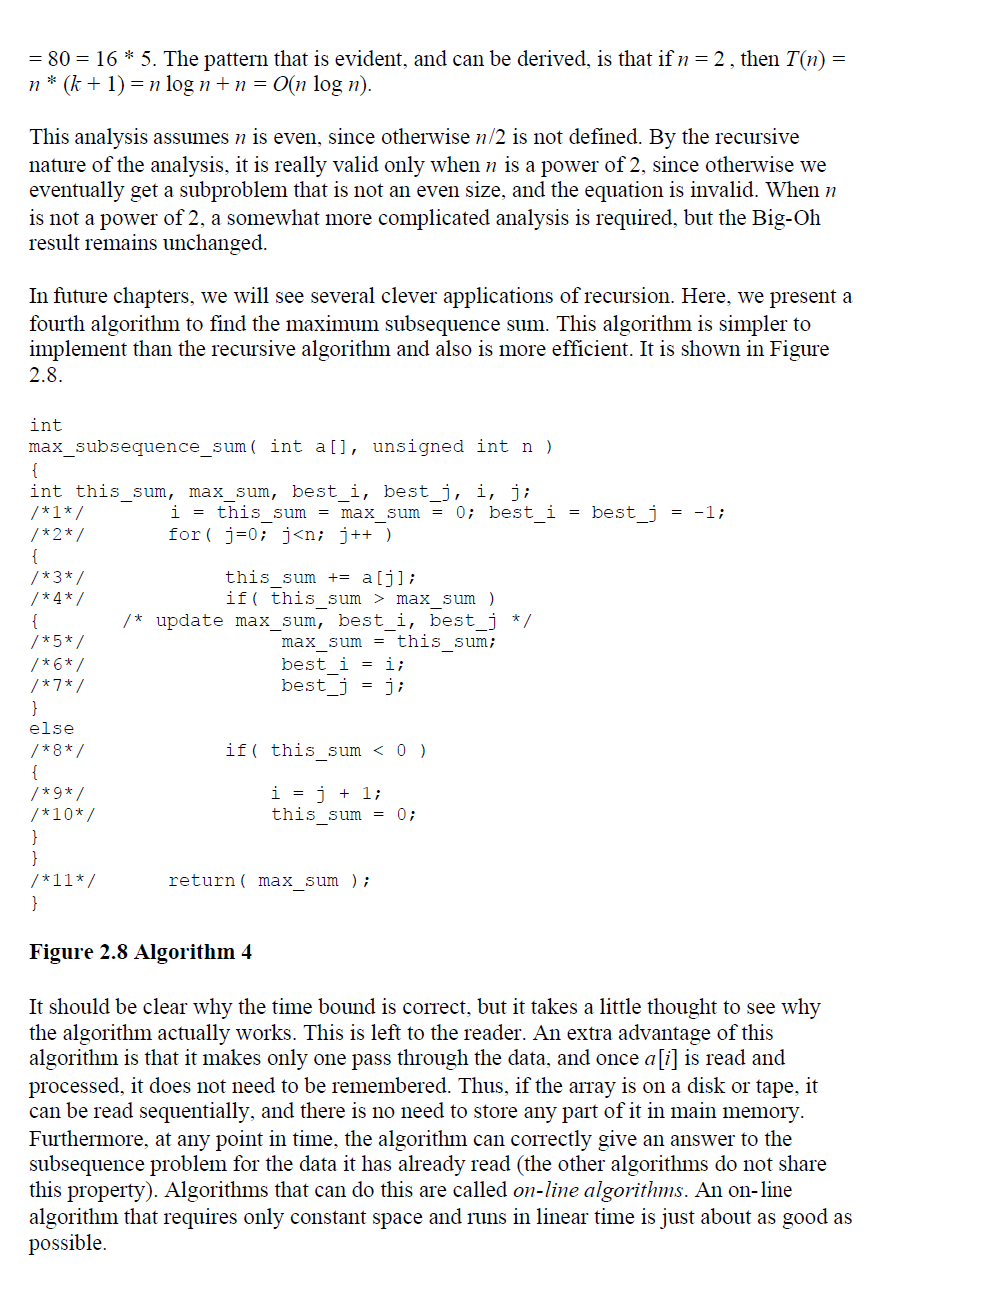 = 80 = 16 * 5. The pattern that is evident, and can be derived, is that if n = 2 , then T(n) =
n * (k + 1) = n log n + n = O(n log n).
This analysis assumes n is even, since otherwise n/2 is not defined. By the recursive
nature of the analysis, it is really valid only when n is a power of 2, since otherwise we
eventually get a subproblem that is not an even size, and the equation is invalid. When n
is not a power of 2, a somewhat more complicated analysis is required, but the Big-Oh
result remains unchanged.
In future chapters, we will see several clever applications of recursion. Here, we present a
fourth algorithm to find the maximum subsequence sum. This algorithm is simpler to
implement than the recursive algorithm and also is more efficient. It is shown in Figure
2.8.
int
max_subsequence_sum( int a[], unsigned int n )
{
int this_sum, max_sum, best_i, best_j, i, j;
/*1*/ i = this_sum = max_sum = 0; best_i = best_j = -1;
/*2*/ for( j=0; j<n; j++ )
{
/*3*/ this_sum += a[j];
/*4*/ if( this_sum > max_sum )
{ /* update max_sum, best_i, best_j */
/*5*/ max_sum = this_sum;
/*6*/ best_i = i;
/*7*/ best_j = j;
}
else
/*8*/ if( this_sum < 0 )
{
/*9*/ i = j + 1;
/*10*/ this_sum = 0;
}
}
/*11*/ return( max_sum );
}
Figure 2.8 Algorithm 4
It should be clear why the time bound is correct, but it takes a little thought to see why
the algorithm actually works. This is left to the reader. An extra advantage of this
algorithm is that it makes only one pass through the data, and once a[i] is read and
processed, it does not need to be remembered. Thus, if the array is on a disk or tape, it
can be read sequentially, and there is no need to store any part of it in main memory.
Furthermore, at any point in time, the algorithm can correctly give an answer to the
subsequence problem for the data it has already read (the other algorithms do not share
this property). Algorithms that can do this are called on-line algorithms. An on-line
algorithm that requires only constant space and runs in linear time is just about as good as
possible.